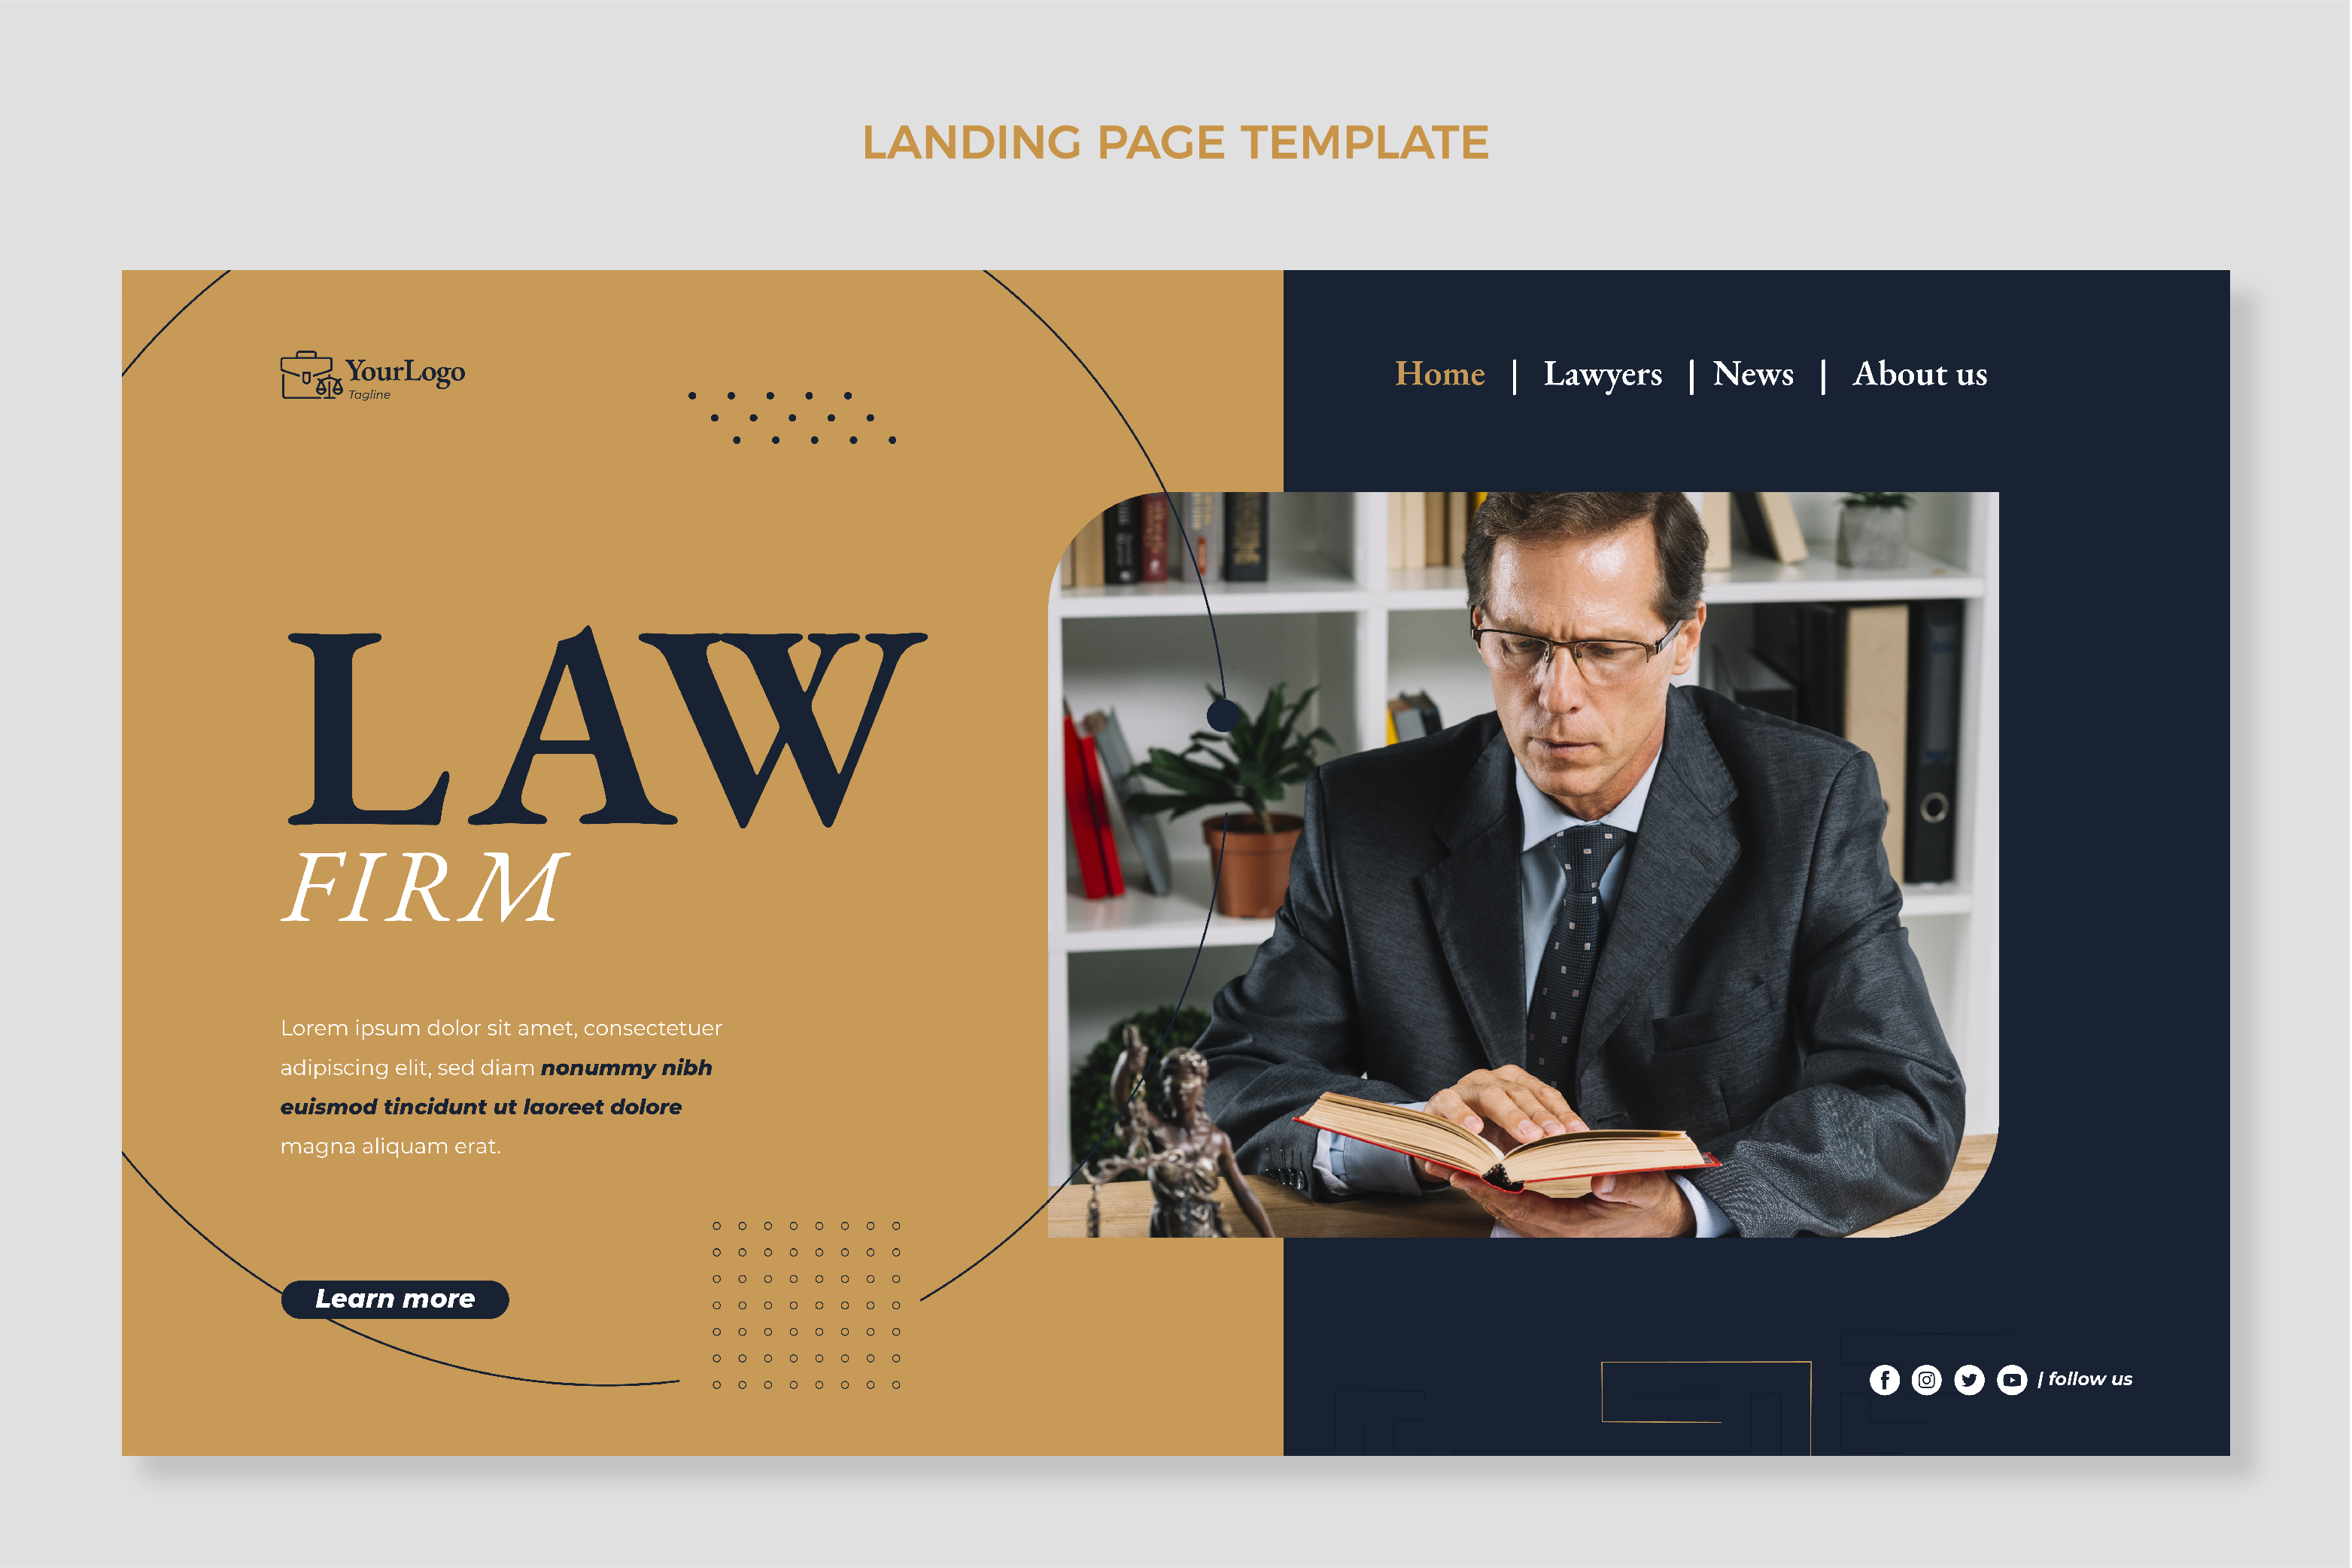 LANDING PAGE TEMPLATE
YourLogo
Tagline
Home | Lawyers | News | About us
LAW
FIRM
Lorem ipsum dolor sit amet, consectetuer
adipiscing elit, sed diam nonummy nibh
euismod tincidunt ut laoreet dolore
magna aliquam erat.
Learn more
| follow us